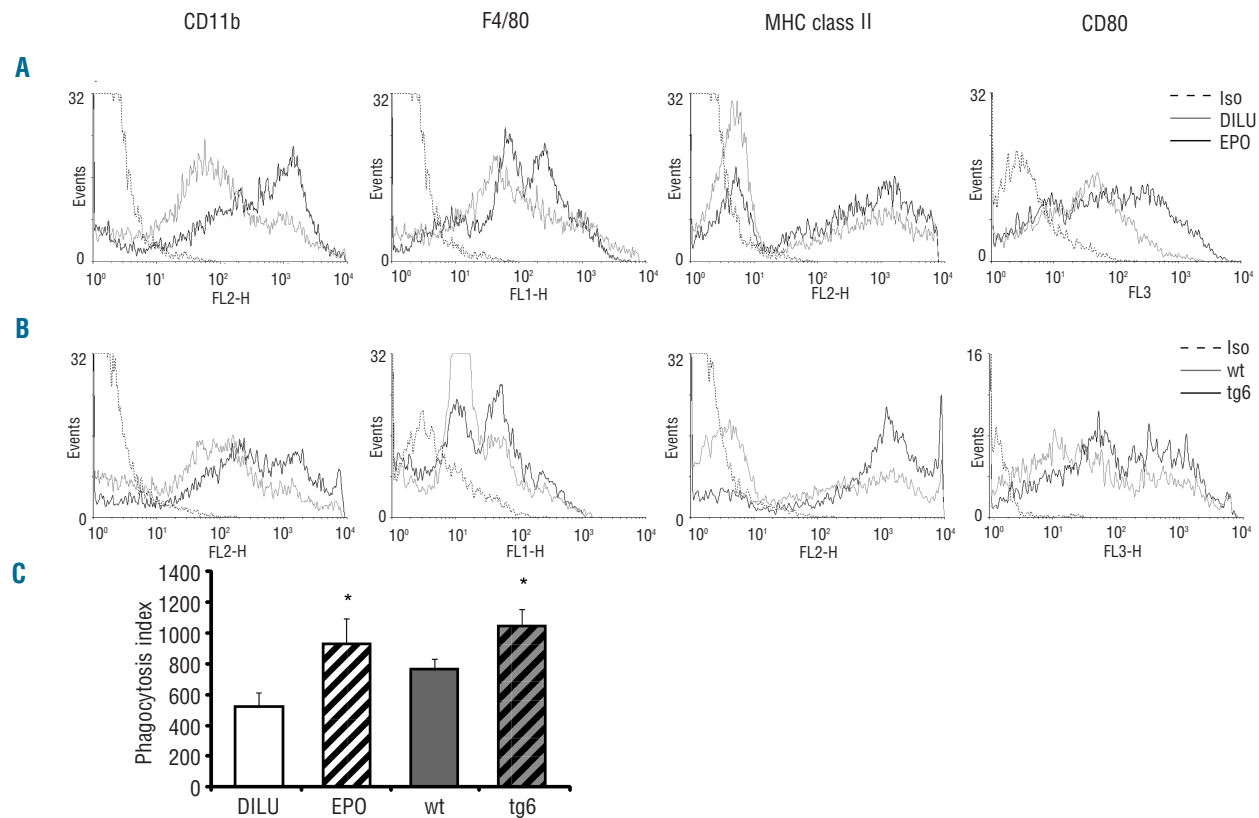 CD11b F4/80 MHC class II CD80
A
32 32 32 32
Events Events Events Events
Iso
DILU
EPO
0 0 0 0
10⁰ 10¹ 10² 10³ 10⁴ 10⁰ 10¹ 10² 10³ 10⁴ 10⁰ 10¹ 10² 10³ 10⁴ 10⁰ 10¹ 10² 10³ 10⁴
FL2-H FL1-H FL2-H FL3
B
32 32 32 16
Events Events Events Events
8
Iso
wt
tg6
0 0 0 0
10⁰ 10¹ 10² 10³ 10⁴ 10⁰ 10¹ 10² 10³ 10⁴ 10⁰ 10¹ 10² 10³ 10⁴ 10⁰ 10¹ 10² 10³ 10⁴
FL2-H FL1-H FL2-H FL3-H
C
Phagocytosis index
1400
1200
1000
800
600
400
200
0
* *
DILU EPO wt tg6